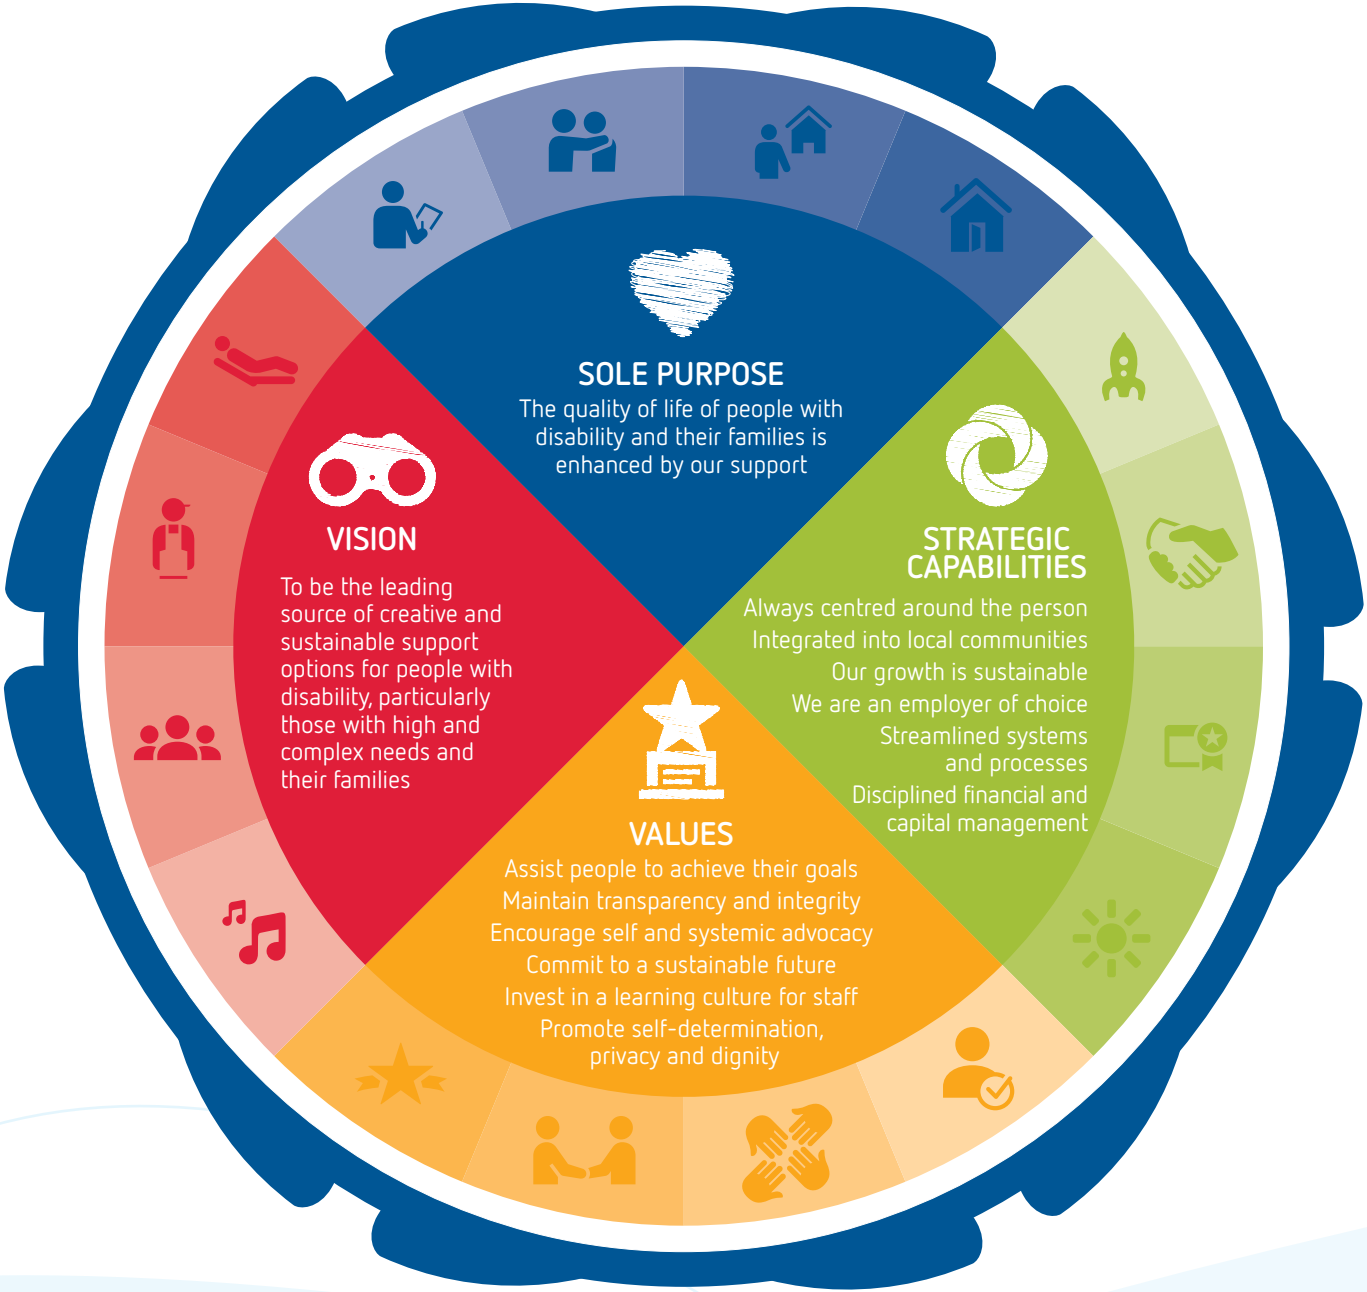 SOLE PURPOSE
The quality of life of people with
disability and their families is
enhanced by our support
VISION
To be the leading
source of creative and
sustainable support
options for people with
disability, particularly
those with high and
complex needs and
their families
STRATEGIC
CAPABILITIES
Always centred around the person
Integrated into local communities
Our growth is sustainable
We are an employer of choice
Streamlined systems
and processes
Disciplined financial and
capital management
VALUES
Assist people to achieve their goals
Maintain transparency and integrity
Encourage self and systemic advocacy
Commit to a sustainable future
Invest in a learning culture for staff
Promote self-determination,
privacy and dignity